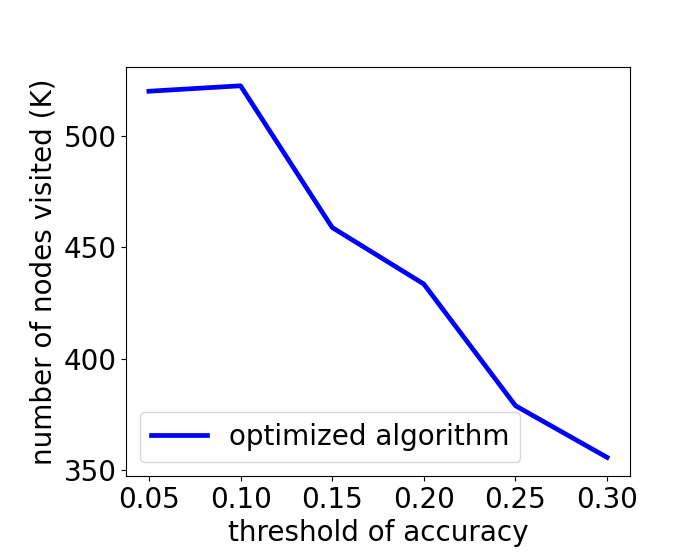 number of nodes visited (K)
500
450
400
350
optimized algorithm
0.05 0.10 0.15 0.20 0.25 0.30
threshold of accuracy